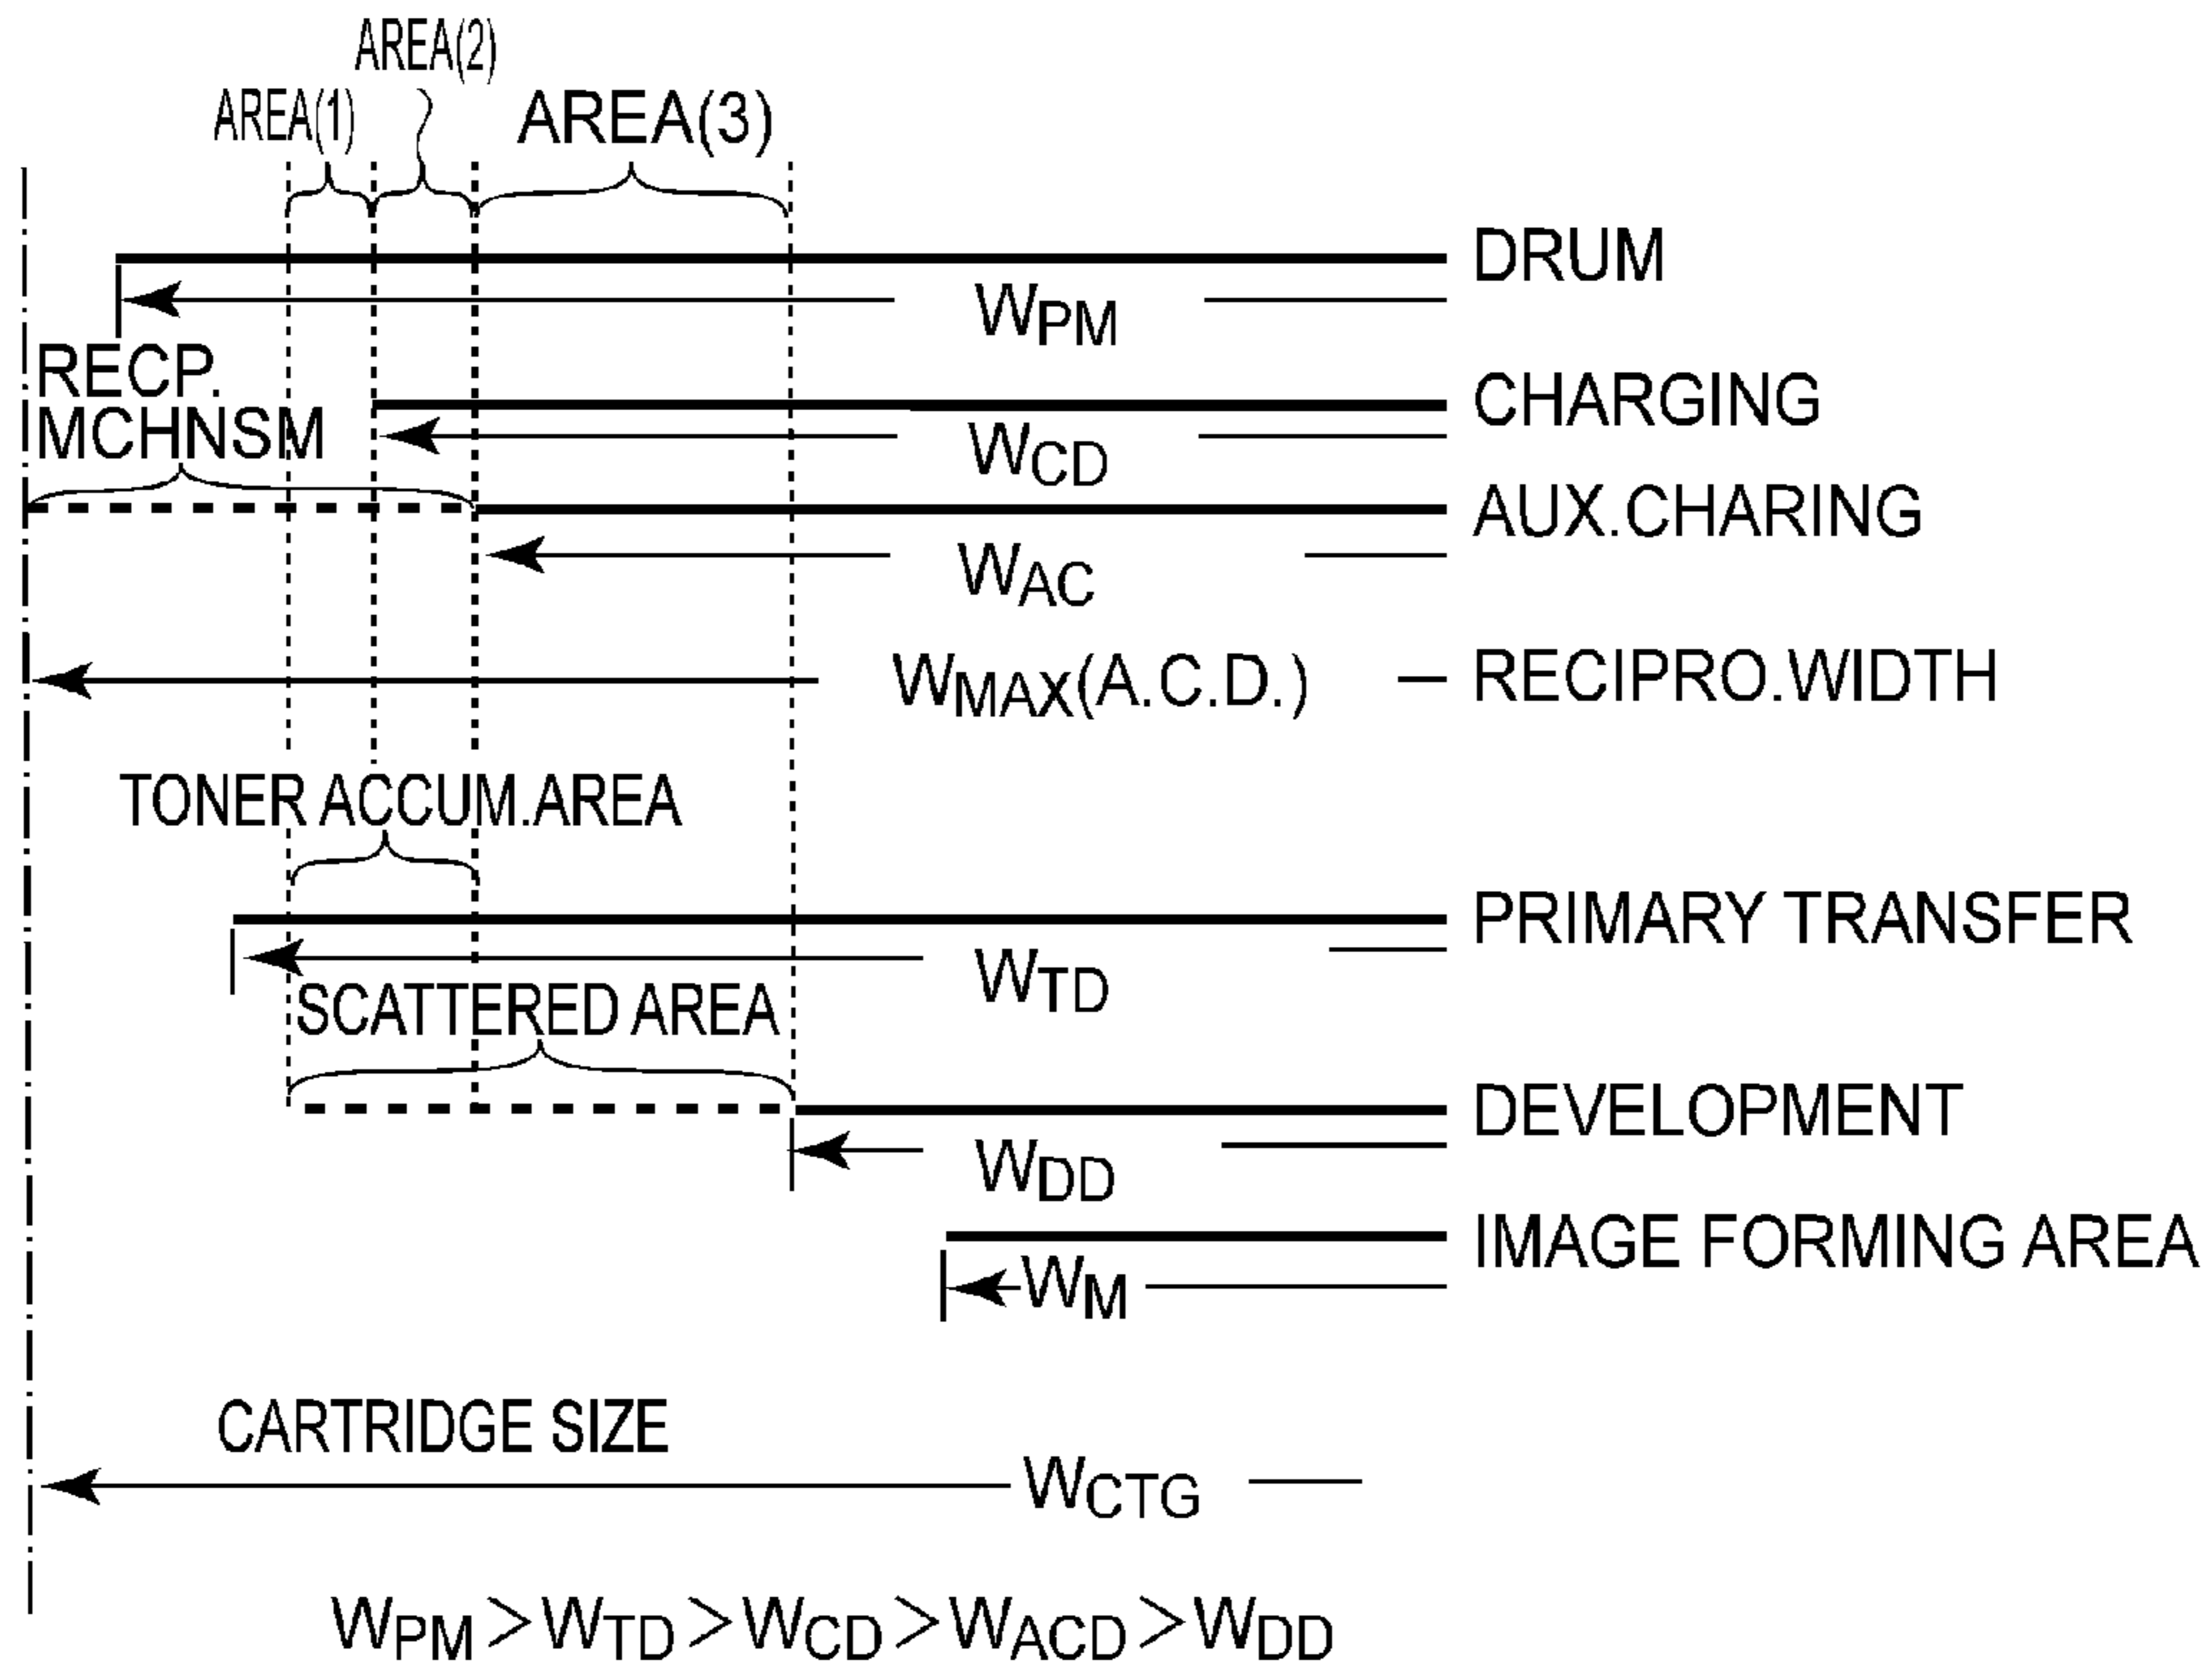 AREA(2)
AREA(1)
AREA(3)
DRUM
WPM
RECP.
MCHNSM
CHARGING
WCD
AUX.CHARING
WAC
WMAX(A.C.D.)
RECIPRO.WIDTH
TONER ACCUM.AREA
PRIMARY TRANSFER
WTD
SCATTERED AREA
DEVELOPMENT
WDD
IMAGE FORMING AREA
WM
CARTRIDGE SIZE
WCTG
WPM>WTD>WCD>WACD>WDD